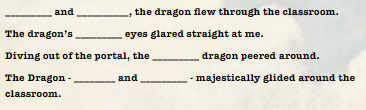 ________ and _________, the dragon flew through the classroom.
The dragon's ________ eyes glared straight at me.
Diving out of the portal, the ________ dragon peered around.
The Dragon - _______ and ________ - majestically glided around the
classroom.